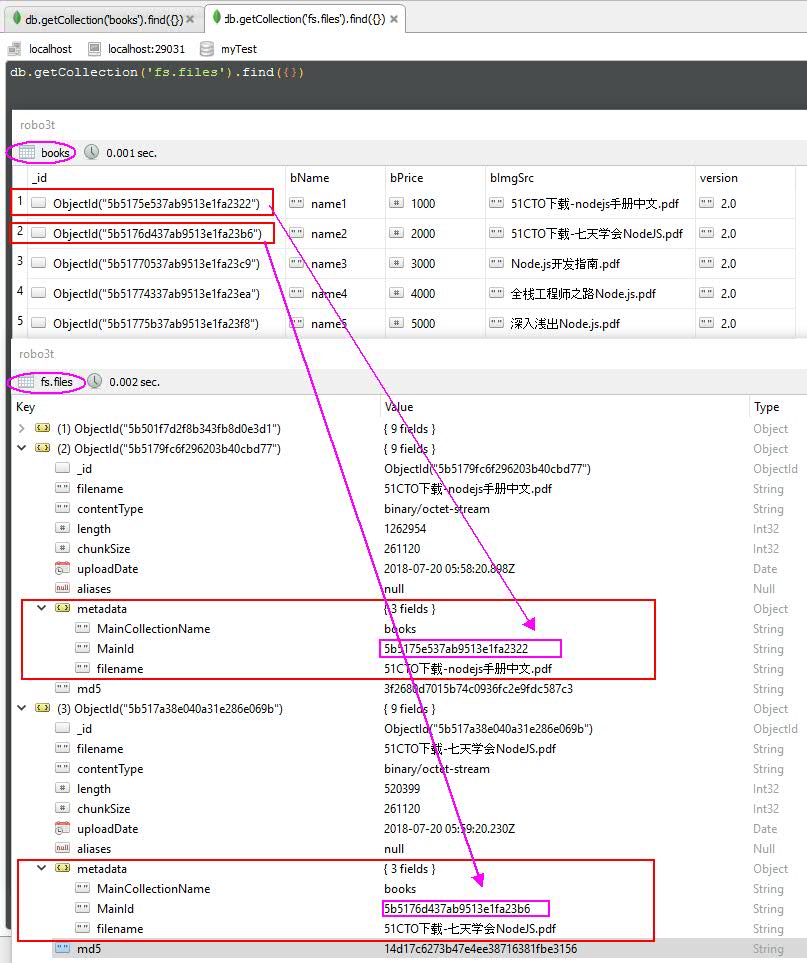 db.getCollection('books').find({}) db.getCollection('fs.files').find({})
localhost localhost:29031 myTest
db.getCollection('fs.files').find({})
robo3t
books 0.001 sec.
_id bName bPrice bImgSrc version
1 ObjectId("5b5175e537ab9513e1fa2322") name1 # 1000 51CTO下载-nodejs手册中文.pdf 2.0
2 ObjectId("5b5176d437ab9513e1fa23b6") name2 # 2000 51CTO下载-七天学会NodeJS.pdf 2.0
3 ObjectId("5b51770537ab9513e1fa23c9") name3 # 3000 Node.js开发指南.pdf 2.0
4 ObjectId("5b51774337ab9513e1fa23ea") name4 # 4000 全栈工程师之路Node.js.pdf 2.0
5 ObjectId("5b51775b37ab9513e1fa23f8") name5 # 5000 深入浅出Node.js.pdf 2.0
robo3t
fs.files 0.002 sec.
Key Value Type
(1) ObjectId("5b501f7d2f8b343fb8d0e3d1") { 9 fields } Object
(2) ObjectId("5b5179fc6f296203b40cbd77") { 9 fields } Object
_id ObjectId("5b5179fc6f296203b40cbd77") ObjectId
filename 51CTO下载-nodejs手册中文.pdf String
contentType binary/octet-stream String
# length 1262954 Int32
# chunkSize 261120 Int32
uploadDate 2018-07-20 05:58:20.898Z Date
null aliases null Null
metadata { 3 fields } Object
MainCollectionName books String
MainId 5b5175e537ab9513e1fa2322 String
filename 51CTO下载-nodejs手册中文.pdf String
md5 3f2680d7015b74c0936fc2e9fdc587c3 String
(3) ObjectId("5b517a38e040a31e286e069b") { 9 fields } Object
_id ObjectId("5b517a38e040a31e286e069b") ObjectId
filename 51CTO下载-七天学会NodeJS.pdf String
contentType binary/octet-stream String
# length 520399 Int32
# chunkSize 261120 Int32
uploadDate 2018-07-20 05:59:20.230Z Date
null aliases null Null
metadata { 3 fields } Object
MainCollectionName books String
MainId 5b5176d437ab9513e1fa23b6 String
filename 51CTO下载-七天学会NodeJS.pdf String
md5 14d17c6273b47e4ee38716381fbe3156 String